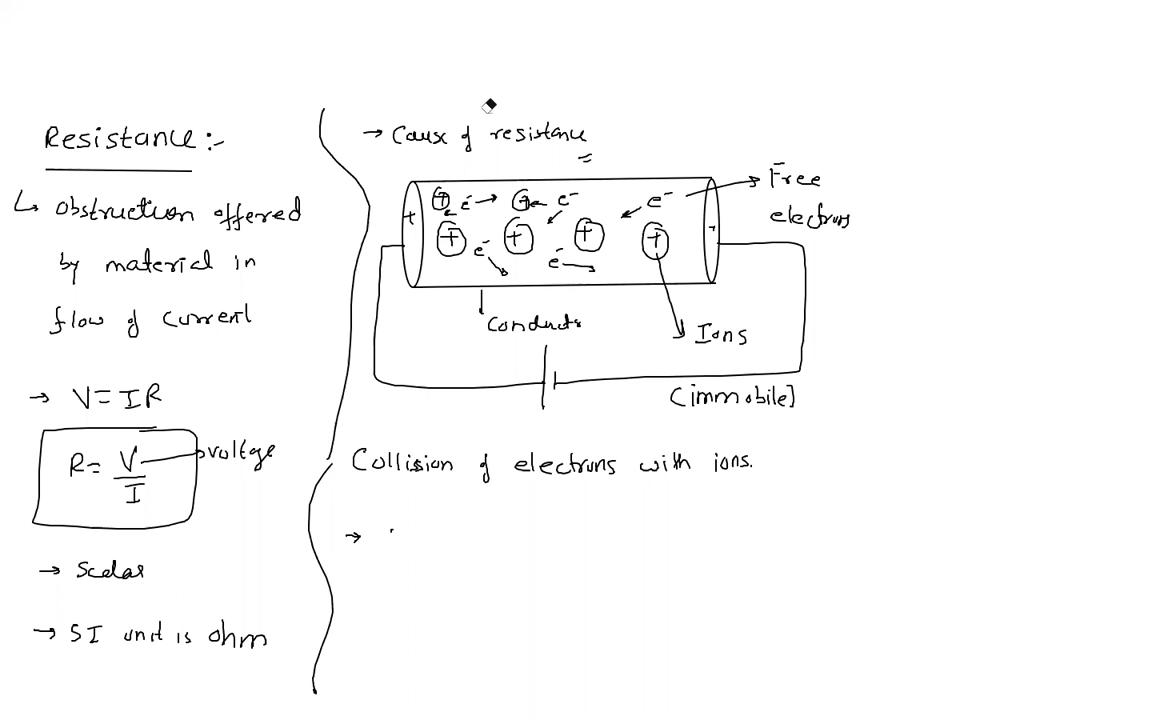 Resistance :-
↳ obstruction offered
by material in
flow of current
→ V = IR
R = V/I → voltge
→ Scalar
→ SI unit is ohm
→ Cause of resistance
+ + e⁻ → + e⁻ e⁻ -
+ e⁻ + e⁻ + +
Free
electrons
Conductor
Ions
(immobile)
Collision of electrons with ions.
→